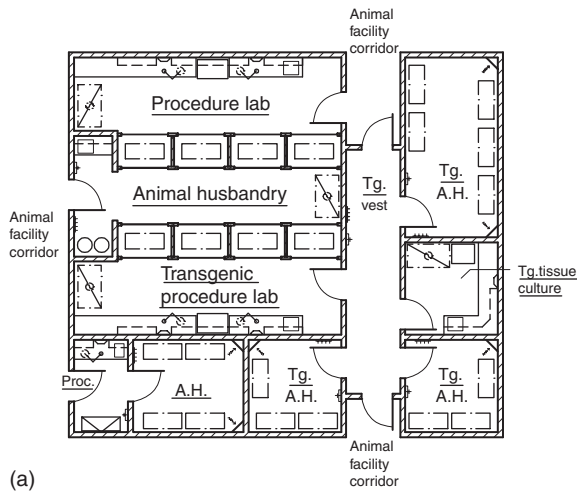 Animal
facility
corridor
Procedure lab
Tg.
A.H.
Tg.
vest
Animal husbandry
Animal
facility
corridor
Tg.tissue
culture
Transgenic
procedure lab
Proc.
A.H.
Tg.
A.H.
Tg.
A.H.
Animal
facility
corridor
(a)